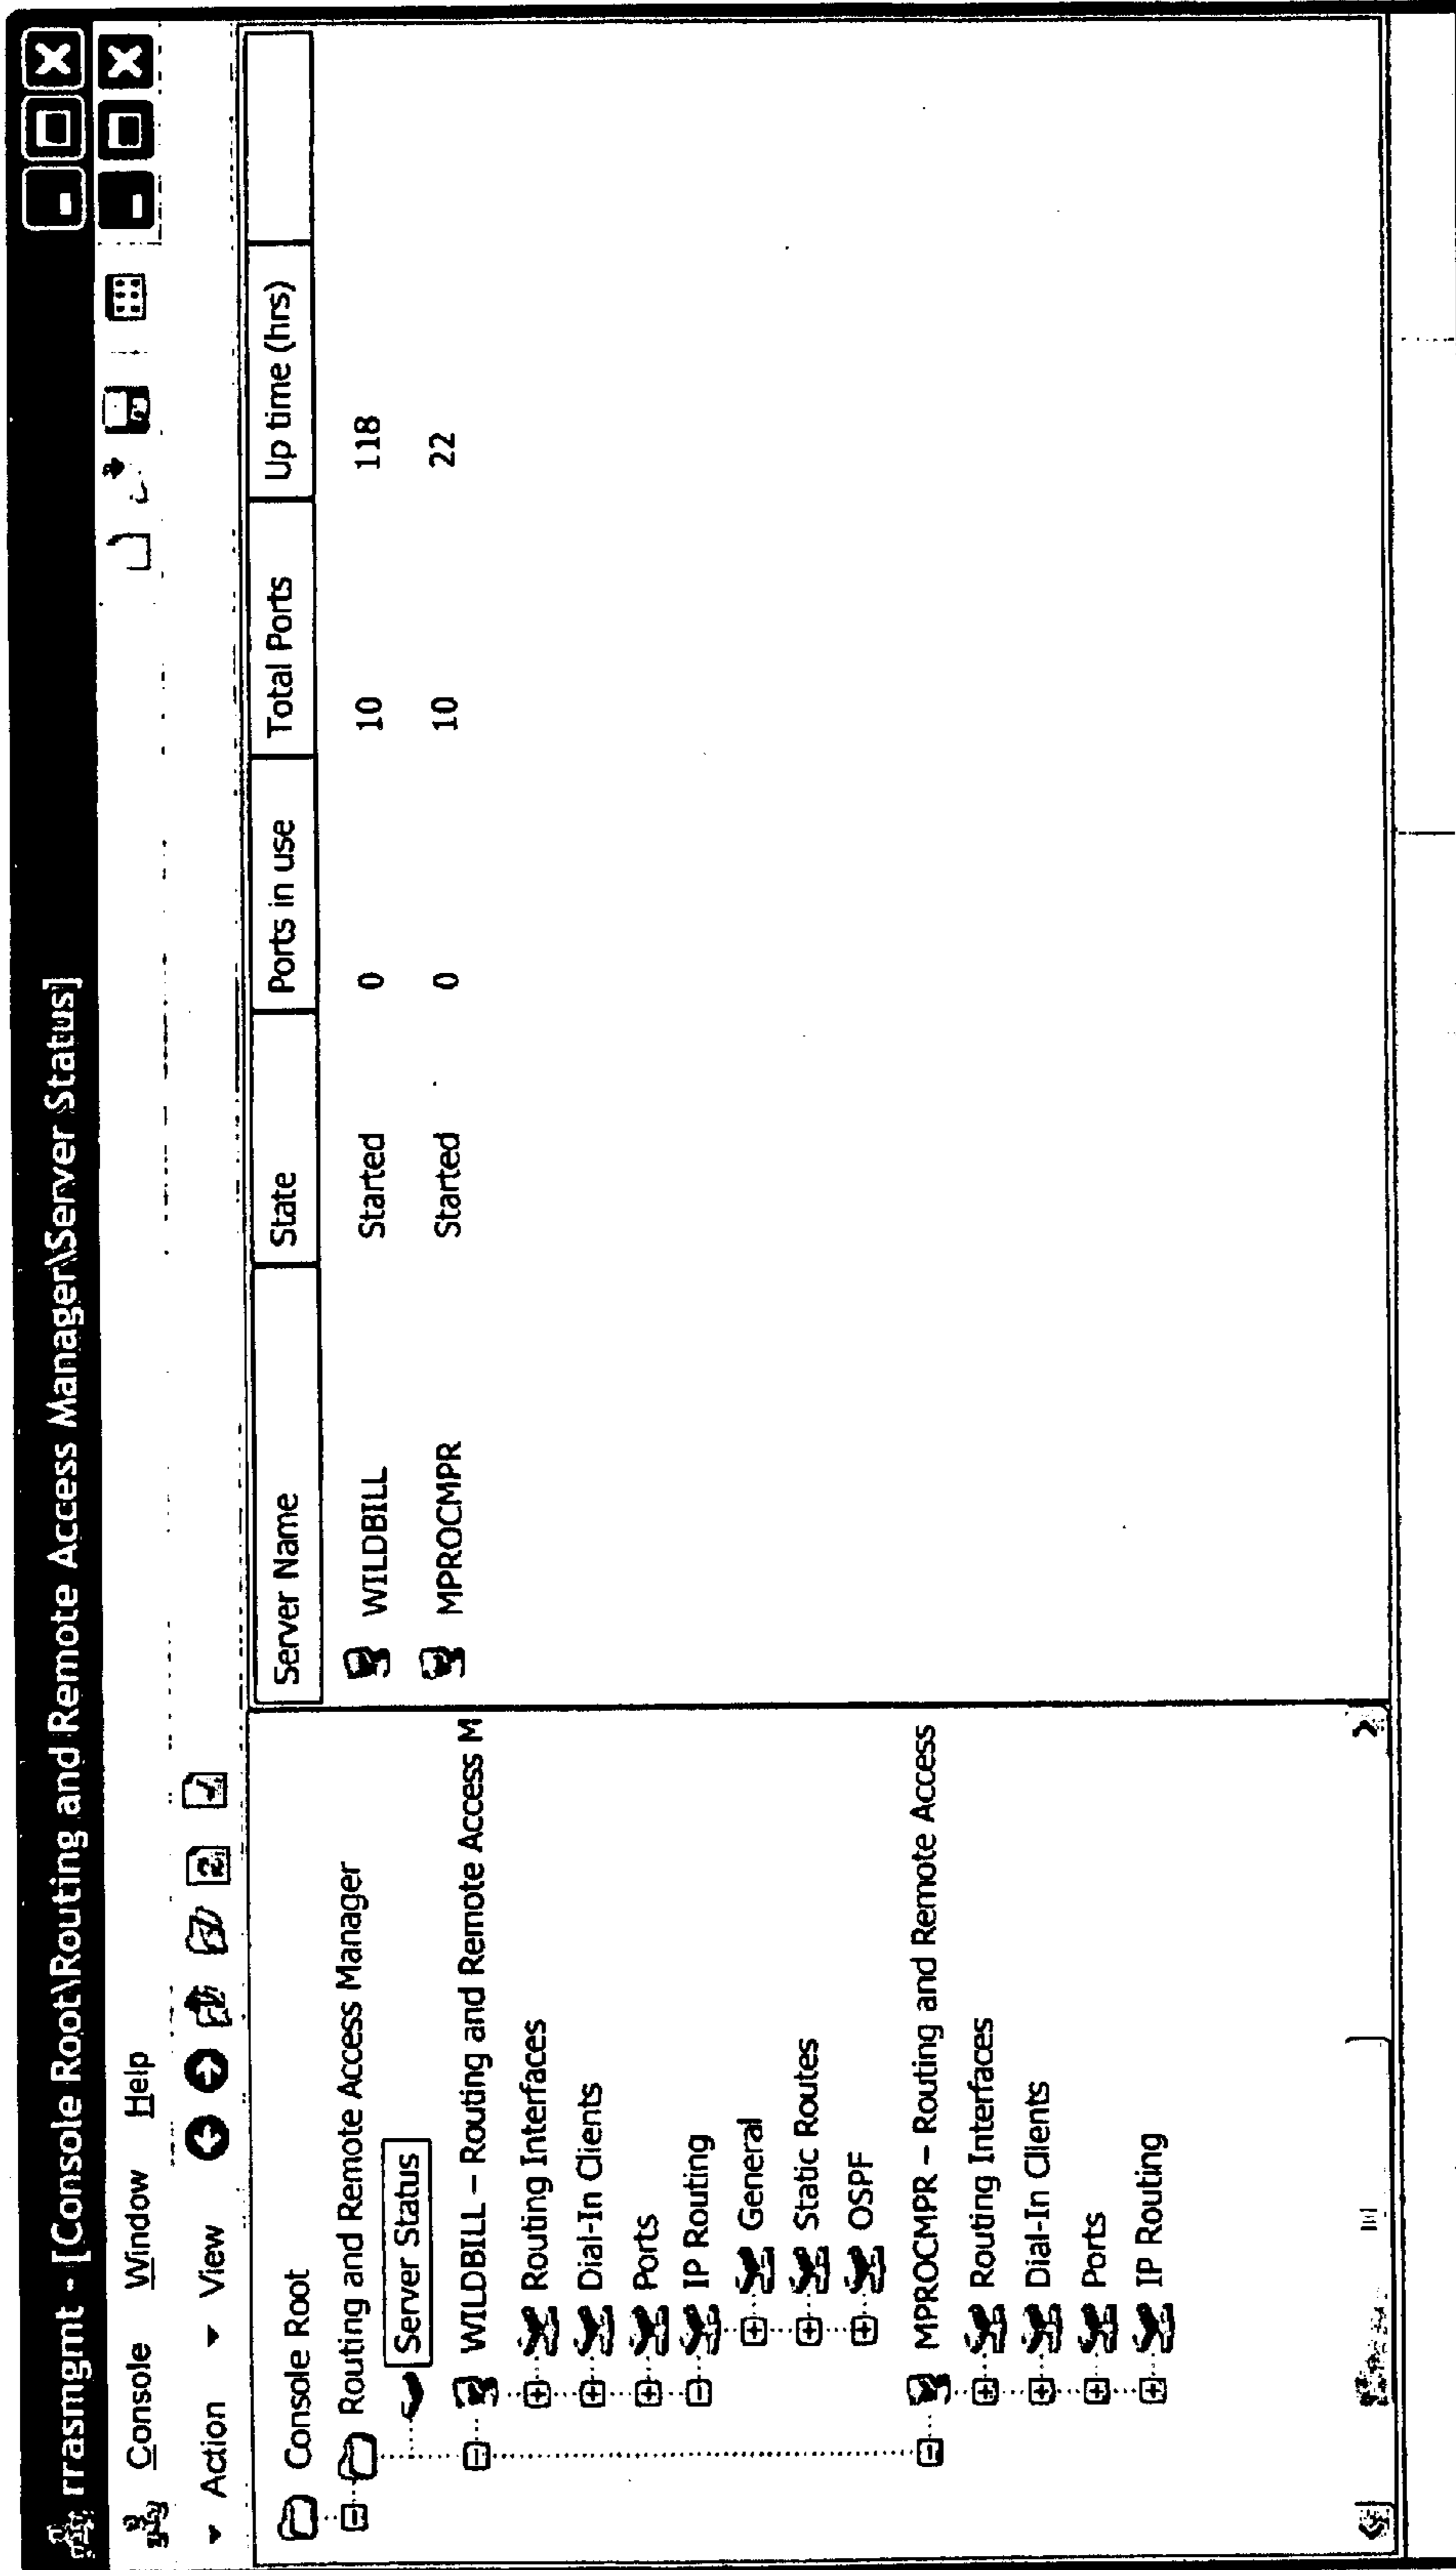 rrasmgmt - [Console Root\Routing and Remote Access Manager\Server Status]
Console Window Help
Action View
Console Root
Routing and Remote Access Manager
Server Status
WILDBILL – Routing and Remote Access M
Routing Interfaces
Dial-In Clients
Ports
IP Routing
General
Static Routes
OSPF
MPROCMPR – Routing and Remote Access
Routing Interfaces
Dial-In Clients
Ports
IP Routing
Server Name State Ports in use Total Ports Up time (hrs)
WILDBILL Started 0 10 118
MPROCMPR Started 0 10 22